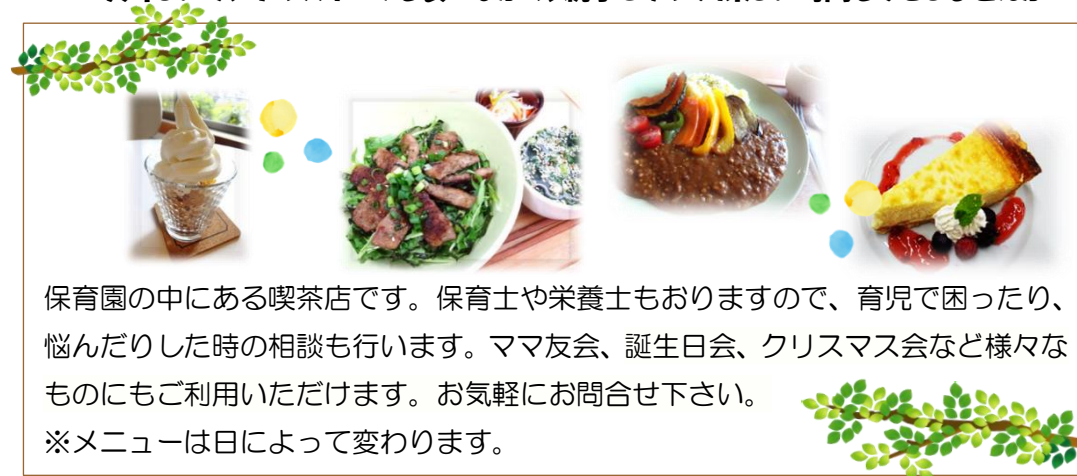 保育園の中にある喫茶店です。保育士や栄養士もおりますので、育児で困ったり、
悩んだりした時の相談も行います。ママ友会、誕生日会、クリスマス会など様々な
ものにもご利用いただけます。お気軽にお問合せ下さい。
※メニューは日によって変わります。